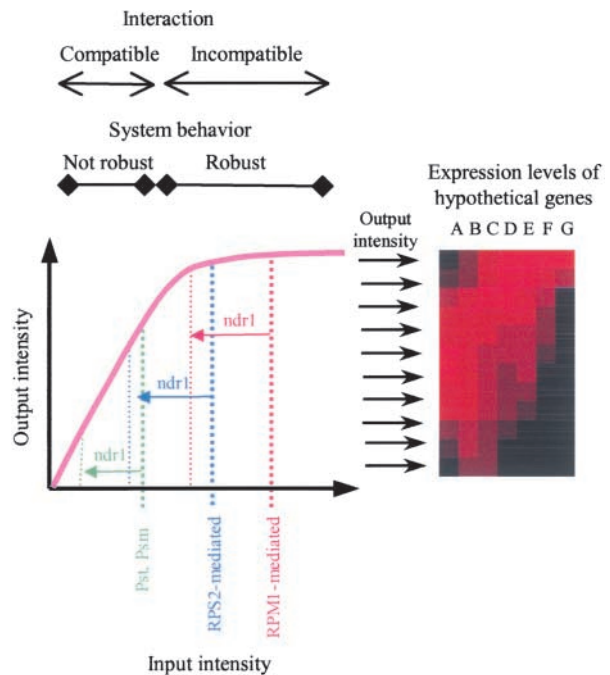 Interaction
Compatible Incompatible
System behavior
Not robust Robust
Expression levels of
hypothetical genes
Output
intensity
A B C D E F G
Output intensity
ndr1
ndr1
ndr1
Pst, Psm
RPS2-mediated
RPM1-mediated
Input intensity